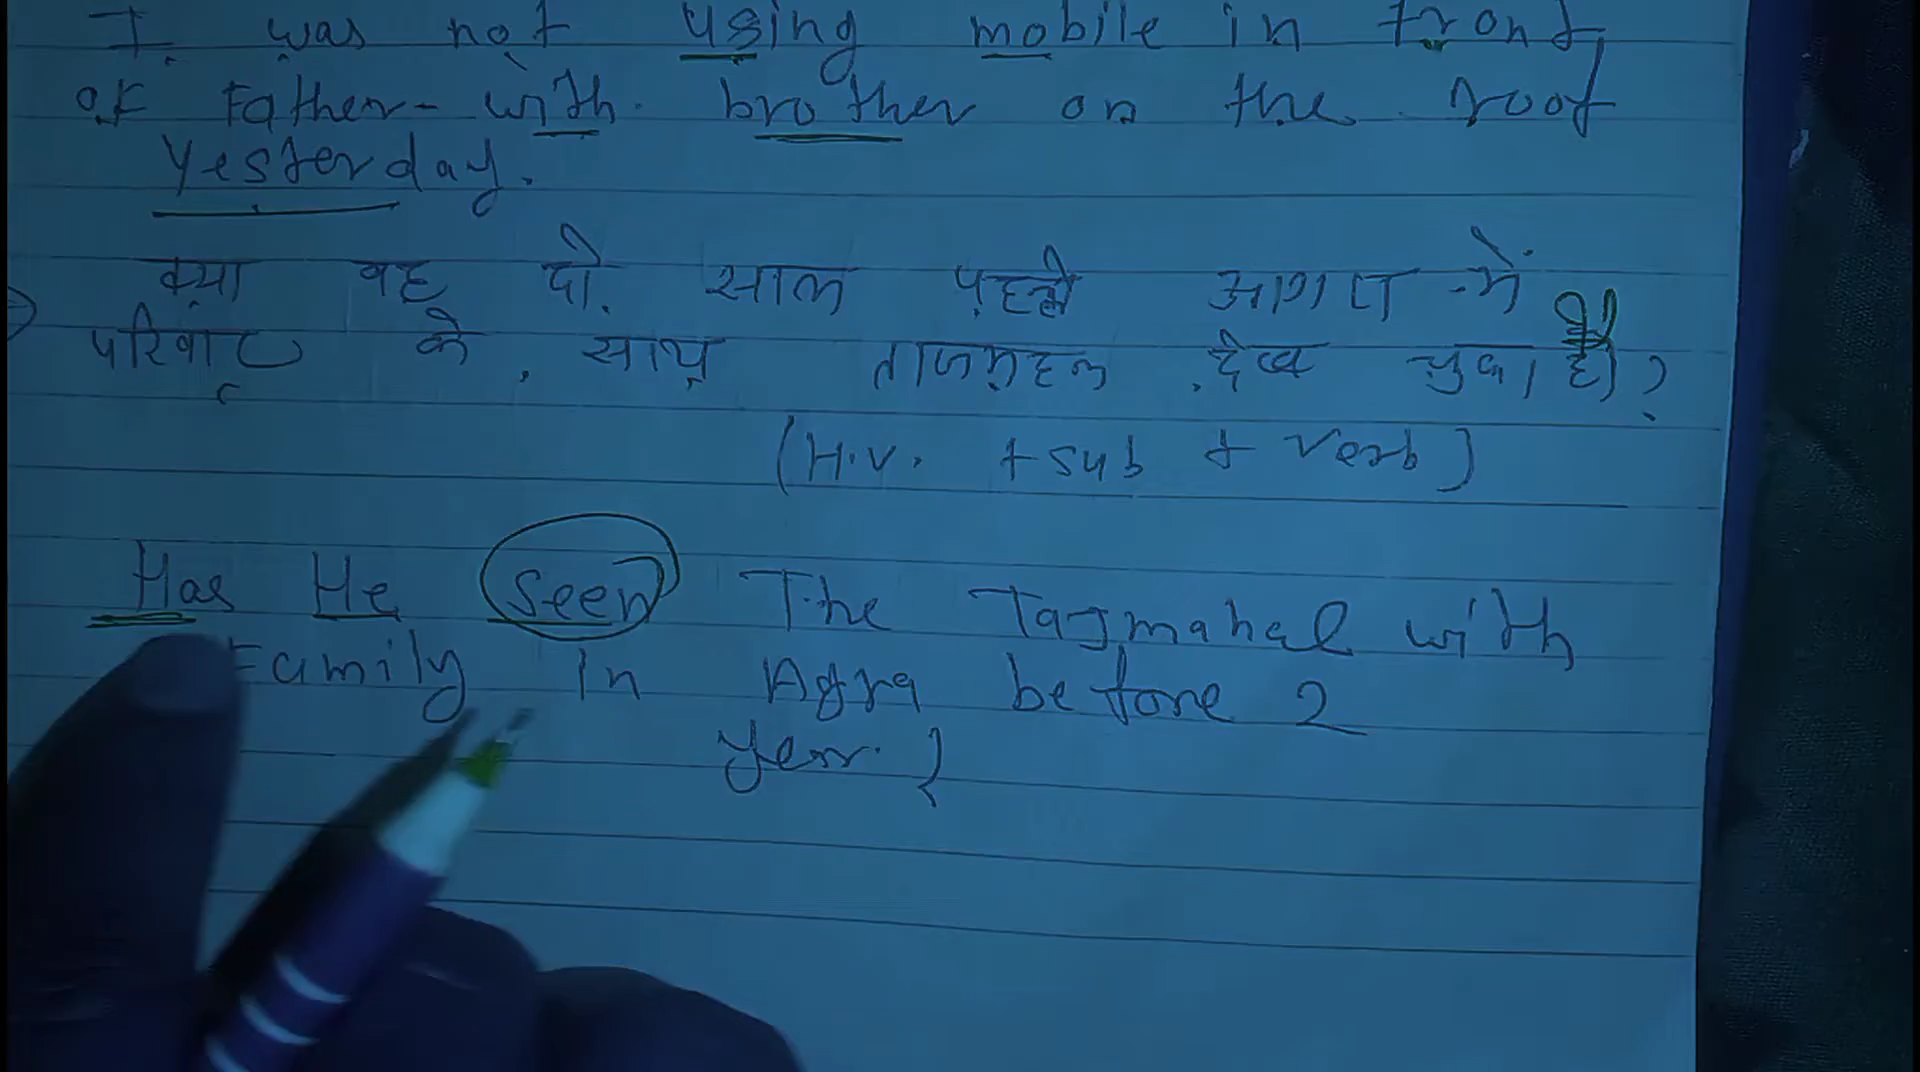 I was not using mobile in front
of Father with brother on the roof
yesterday.
क्या वह दो साल पहले आगरा में
परिवार के साथ ताजमहल देख चुका है?
(H.V. + sub + Verb)
Has He seen The Tajmahal with
Family in Agra before 2
year ?